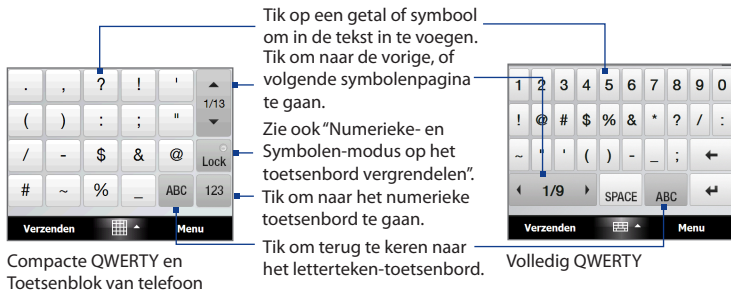 Tik op een getal of symbool
om in de tekst in te voegen.
Tik om naar de vorige, of
volgende symbolenpagina
te gaan.
Zie ook “Numerieke- en
Symbolen-modus op het
toetsenbord vergrendelen”.
Tik om naar het numerieke
toetsenbord te gaan.
Tik om terug te keren naar
het letterteken-toetsenbord.
. , ? ! '
1/13
( ) : ; "
/ - $ & @ Lock
# ~ % _ ABC 123
Verzenden Menu
Compacte QWERTY en
Toetsenblok van telefoon
1 2 3 4 5 6 7 8 9 0
! @ # $ % & * ? / :
~ " ' ( ) - _ ;
1/9 SPACE ABC
Verzenden Menu
Volledig QWERTY